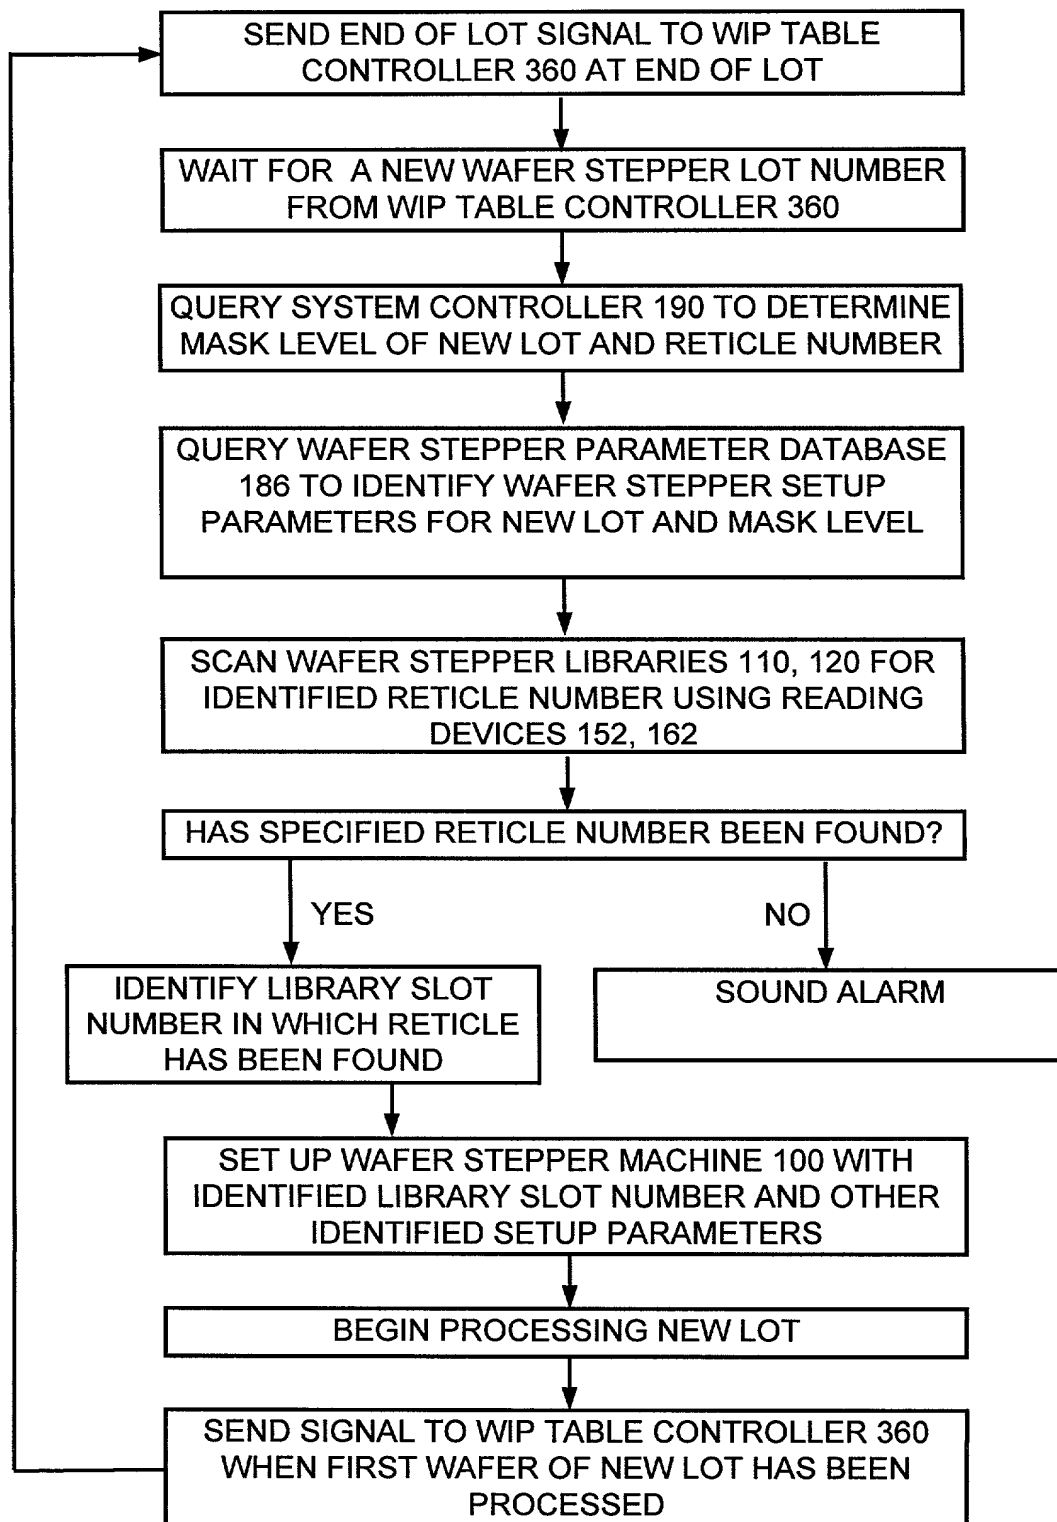 SEND END OF LOT SIGNAL TO WIP TABLE
CONTROLLER 360 AT END OF LOT
WAIT FOR A NEW WAFER STEPPER LOT NUMBER
FROM WIP TABLE CONTROLLER 360
QUERY SYSTEM CONTROLLER 190 TO DETERMINE
MASK LEVEL OF NEW LOT AND RETICLE NUMBER
QUERY WAFER STEPPER PARAMETER DATABASE
186 TO IDENTIFY WAFER STEPPER SETUP
PARAMETERS FOR NEW LOT AND MASK LEVEL
SCAN WAFER STEPPER LIBRARIES 110, 120 FOR
IDENTIFIED RETICLE NUMBER USING READING
DEVICES 152, 162
HAS SPECIFIED RETICLE NUMBER BEEN FOUND?
YES
NO
IDENTIFY LIBRARY SLOT
NUMBER IN WHICH RETICLE
HAS BEEN FOUND
SOUND ALARM
SET UP WAFER STEPPER MACHINE 100 WITH
IDENTIFIED LIBRARY SLOT NUMBER AND OTHER
IDENTIFIED SETUP PARAMETERS
BEGIN PROCESSING NEW LOT
SEND SIGNAL TO WIP TABLE CONTROLLER 360
WHEN FIRST WAFER OF NEW LOT HAS BEEN
PROCESSED